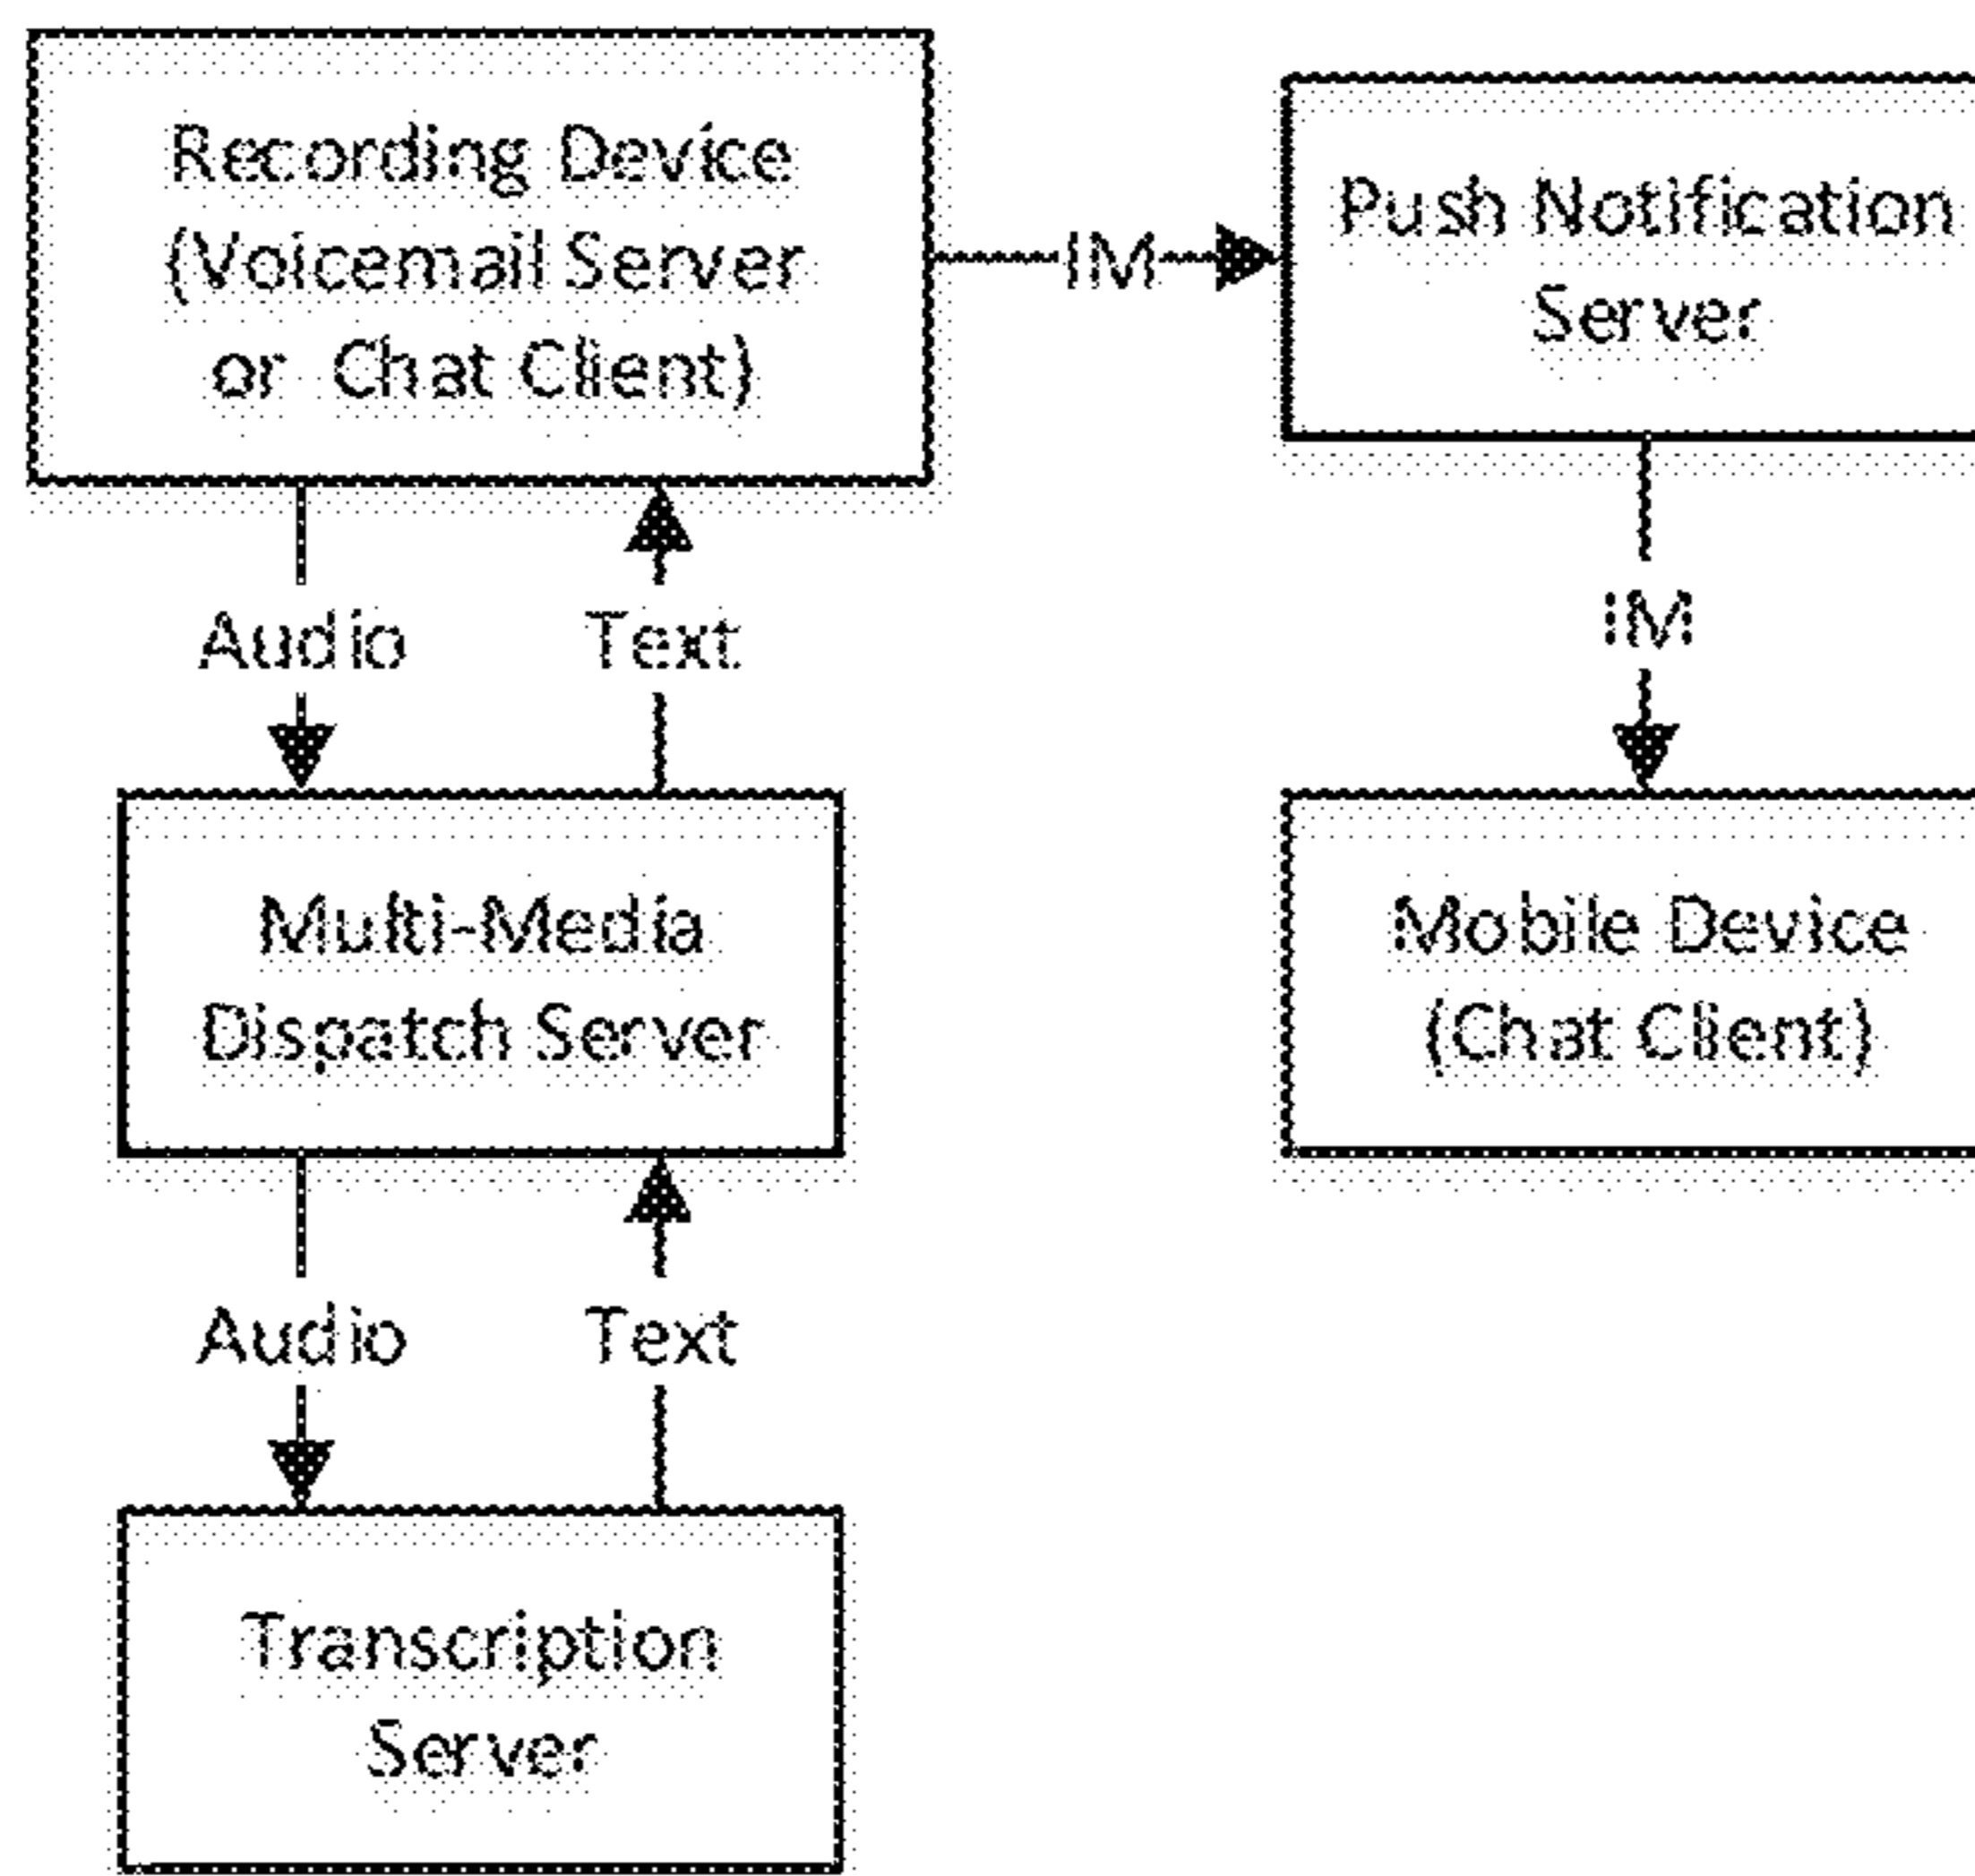 Recording Device
(Voicemail Server
or Chat Client)
IM
Push Notification
Server
Audio
Text
IM
Multi-Media
Dispatch Server
Mobile Device
(Chat Client)
Audio
Text
Transcription
Server